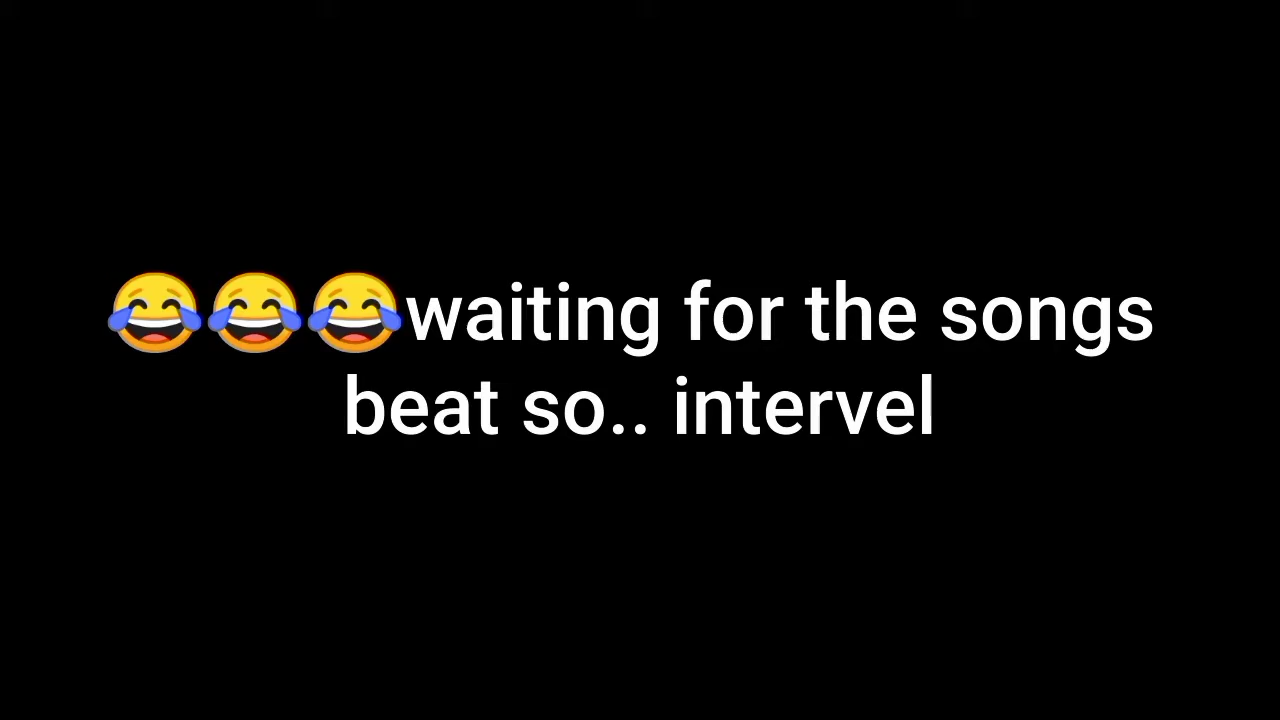 😂😂😂waiting for the songs
beat so.. intervel